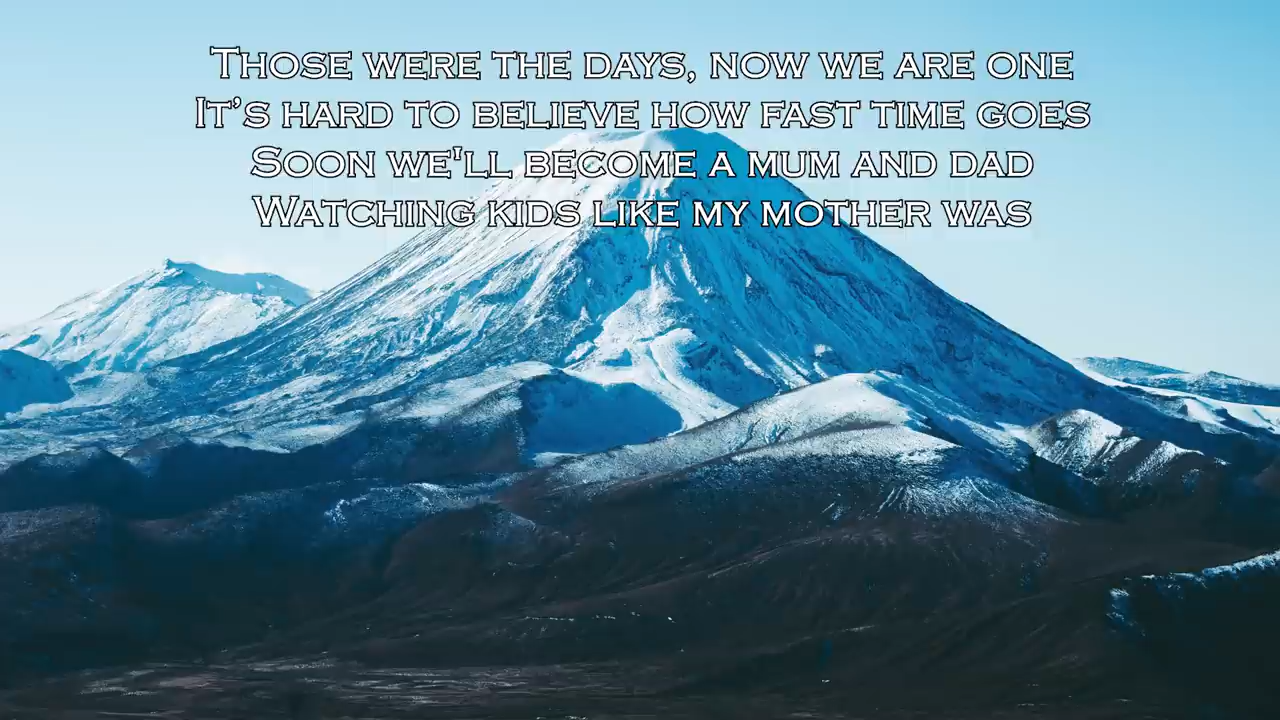 Those were the days, now we are one
It’s hard to believe how fast time goes
Soon we'll become a mum and dad
Watching kids like my mother was